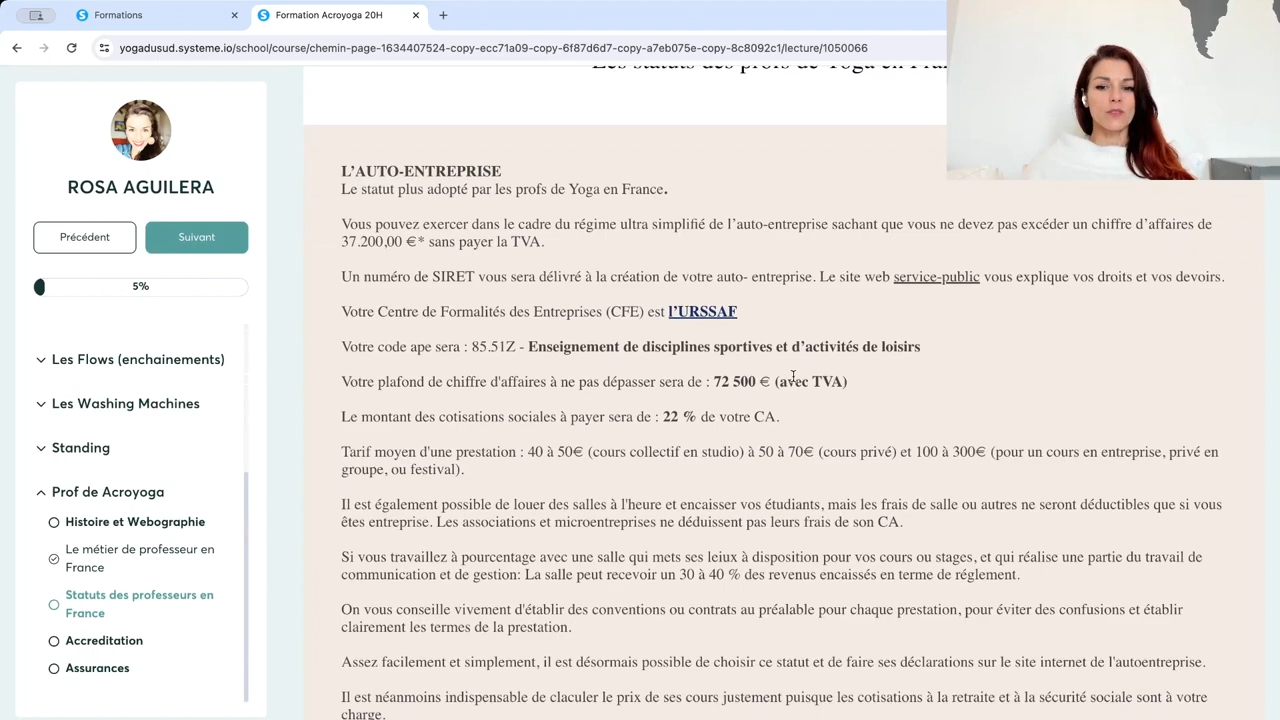 Formations
Formation Acroyoga 20H
yogadusud.systeme.io/school/course/chemin-page-1634407524-copy-ecc71a09-copy-6f87d6d7-copy-a7eb075e-copy-8c8092c1/lecture/1050066
ROSA AGUILERA
Précédent
Suivant
5%
Les Flows (enchainements)
Les Washing Machines
Standing
Prof de Acroyoga
Histoire et Webographie
Le métier de professeur en
France
Statuts des professeurs en
France
Accreditation
Assurances
Les statuts des profs de Yoga en
L'AUTO-ENTREPRISE
Le statut plus adopté par les profs de Yoga en France.
Vous pouvez exercer dans le cadre du régime ultra simplifié de l'auto-entreprise sachant que vous ne devez pas excéder un chiffre d'affaires de
37.200,00 €* sans payer la TVA.
Un numéro de SIRET vous sera délivré à la création de votre auto- entreprise. Le site web service-public vous explique vos droits et vos devoirs.
Votre Centre de Formalités des Entreprises (CFE) est l'URSSAF
Votre code ape sera : 85.51Z - Enseignement de disciplines sportives et d'activités de loisirs
Votre plafond de chiffre d'affaires à ne pas dépasser sera de : 72 500 € (avec TVA)
Le montant des cotisations sociales à payer sera de : 22 % de votre CA.
Tarif moyen d'une prestation : 40 à 50€ (cours collectif en studio) à 50 à 70€ (cours privé) et 100 à 300€ (pour un cours en entreprise, privé en
groupe, ou festival).
Il est également possible de louer des salles à l'heure et encaisser vos étudiants, mais les frais de salle ou autres ne seront déductibles que si vous
êtes entreprise. Les associations et microentreprises ne déduissent pas leurs frais de son CA.
Si vous travaillez à pourcentage avec une salle qui mets ses leiux à disposition pour vos cours ou stages, et qui réalise une partie du travail de
communication et de gestion: La salle peut recevoir un 30 à 40 % des revenus encaissés en terme de réglement.
On vous conseille vivement d'établir des conventions ou contrats au préalable pour chaque prestation, pour éviter des confusions et établir
clairement les termes de la prestation.
Assez facilement et simplement, il est désormais possible de choisir ce statut et de faire ses déclarations sur le site internet de l'autoentreprise.
Il est néanmoins indispensable de claculer le prix de ses cours justement puisque les cotisations à la retraite et à la sécurité sociale sont à votre
charge.